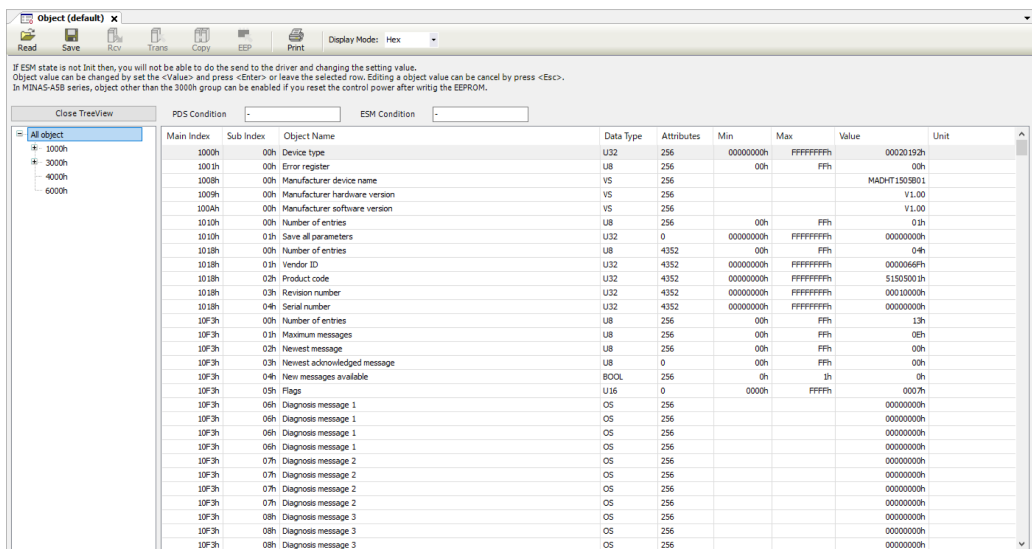 Object (default) x
Read Save Rcv Trans Copy EEP Print Display Mode: Hex
If ESM state is not Init then, you will not be able to do the send to the driver and changing the setting value.
Object value can be changed by set the <Value> and press <Enter> or leave the selected row. Editing a object value can be cancel by press <Esc>.
In MINAS-A5B series, object other than the 3000h group can be enabled if you reset the control power after writig the EEPROM.
Close TreeView PDS Condition - ESM Condition -
All object
1000h
3000h
4000h
6000h
Main Index Sub Index Object Name Data Type Attributes Min Max Value Unit
1000h 00h Device type U32 256 00000000h FFFFFFFFh 00020192h
1001h 00h Error register U8 256 00h FFh 00h
1008h 00h Manufacturer device name VS 256 MADHT1505B01
1009h 00h Manufacturer hardware version VS 256 V1.00
100Ah 00h Manufacturer software version VS 256 V1.00
1010h 00h Number of entries U8 256 00h FFh 01h
1010h 01h Save all parameters U32 0 00000000h FFFFFFFFh 00000000h
1018h 00h Number of entries U8 4352 00h FFh 04h
1018h 01h Vendor ID U32 4352 00000000h FFFFFFFFh 0000066Fh
1018h 02h Product code U32 4352 00000000h FFFFFFFFh 51505001h
1018h 03h Revision number U32 4352 00000000h FFFFFFFFh 00010000h
1018h 04h Serial number U32 4352 00000000h FFFFFFFFh 00000000h
10F3h 00h Number of entries U8 256 00h FFh 13h
10F3h 01h Maximum messages U8 256 00h FFh 0Eh
10F3h 02h Newest message U8 256 00h FFh 00h
10F3h 03h Newest acknowledged message U8 0 00h FFh 00h
10F3h 04h New messages available BOOL 256 0h 1h 0h
10F3h 05h Flags U16 0 0000h FFFFh 0007h
10F3h 06h Diagnosis message 1 OS 256 00000000h
10F3h 06h Diagnosis message 1 OS 256 00000000h
10F3h 06h Diagnosis message 1 OS 256 00000000h
10F3h 06h Diagnosis message 1 OS 256 00000000h
10F3h 07h Diagnosis message 2 OS 256 00000000h
10F3h 07h Diagnosis message 2 OS 256 00000000h
10F3h 07h Diagnosis message 2 OS 256 00000000h
10F3h 07h Diagnosis message 2 OS 256 00000000h
10F3h 08h Diagnosis message 3 OS 256 00000000h
10F3h 08h Diagnosis message 3 OS 256 00000000h
10F3h 08h Diagnosis message 3 OS 256 00000000h